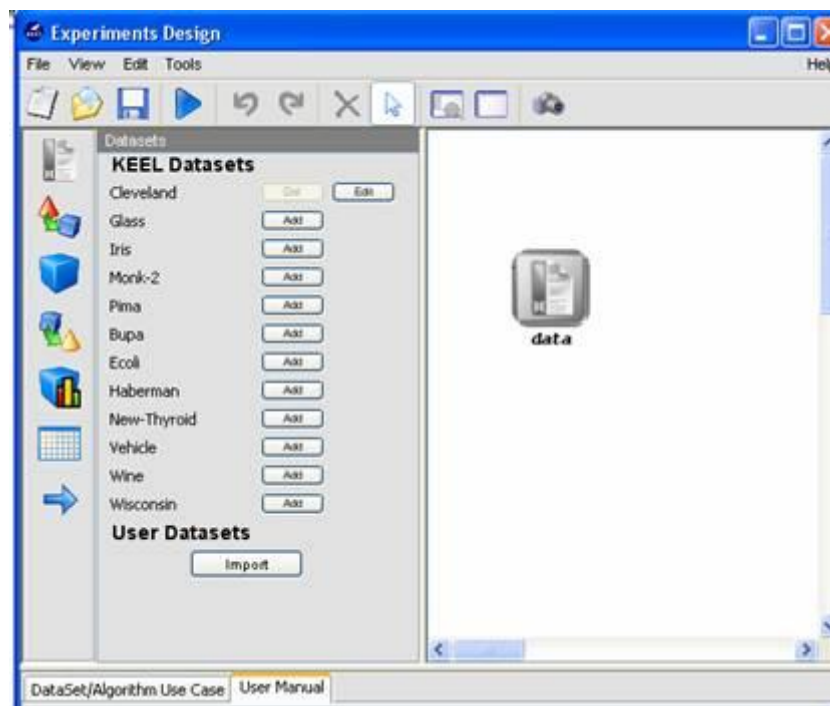 Experiments Design
File View Edit Tools Help
Datasets
KEEL Datasets
Cleveland Del Edit
Glass Add
Iris Add
Monk-2 Add
Pima Add
Bupa Add
Ecoli Add
Haberman Add
New-Thyroid Add
Vehicle Add
Wine Add
Wisconsin Add
User Datasets
Import
data
DataSet/Algorithm Use Case User Manual